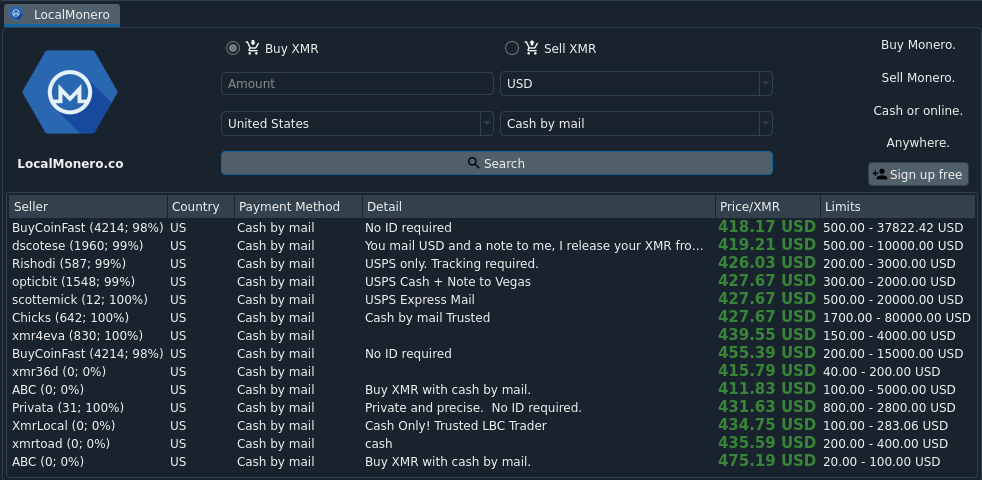 LocalMonero
Buy XMR Sell XMR
Buy Monero.
Amount USD
Sell Monero.
Cash or online.
United States Cash by mail
Anywhere.
LocalMonero.co
Search
Sign up free
Seller Country Payment Method Detail Price/XMR Limits
BuyCoinFast (4214; 98%) US Cash by mail No ID required 418.17 USD 500.00 - 37822.42 USD
dscotese (1960; 99%) US Cash by mail You mail USD and a note to me, I release your XMR fro... 419.21 USD 500.00 - 10000.00 USD
Rishodi (587; 99%) US Cash by mail USPS only. Tracking required. 426.03 USD 200.00 - 3000.00 USD
opticbit (1548; 99%) US Cash by mail USPS Cash + Note to Vegas 427.67 USD 300.00 - 2000.00 USD
scottemick (12; 100%) US Cash by mail USPS Express Mail 427.67 USD 500.00 - 20000.00 USD
Chicks (642; 100%) US Cash by mail Cash by mail Trusted 427.67 USD 1700.00 - 80000.00 USD
xmr4eva (830; 100%) US Cash by mail 439.55 USD 150.00 - 4000.00 USD
BuyCoinFast (4214; 98%) US Cash by mail No ID required 455.39 USD 200.00 - 15000.00 USD
xmr36d (0; 0%) US Cash by mail 415.79 USD 40.00 - 200.00 USD
ABC (0; 0%) US Cash by mail Buy XMR with cash by mail. 411.83 USD 100.00 - 5000.00 USD
Privata (31; 100%) US Cash by mail Private and precise.  No ID required. 431.63 USD 800.00 - 2800.00 USD
XmrLocal (0; 0%) US Cash by mail Cash Only! Trusted LBC Trader 434.75 USD 100.00 - 283.06 USD
xmrtoad (0; 0%) US Cash by mail cash 435.59 USD 200.00 - 400.00 USD
ABC (0; 0%) US Cash by mail Buy XMR with cash by mail. 475.19 USD 20.00 - 100.00 USD